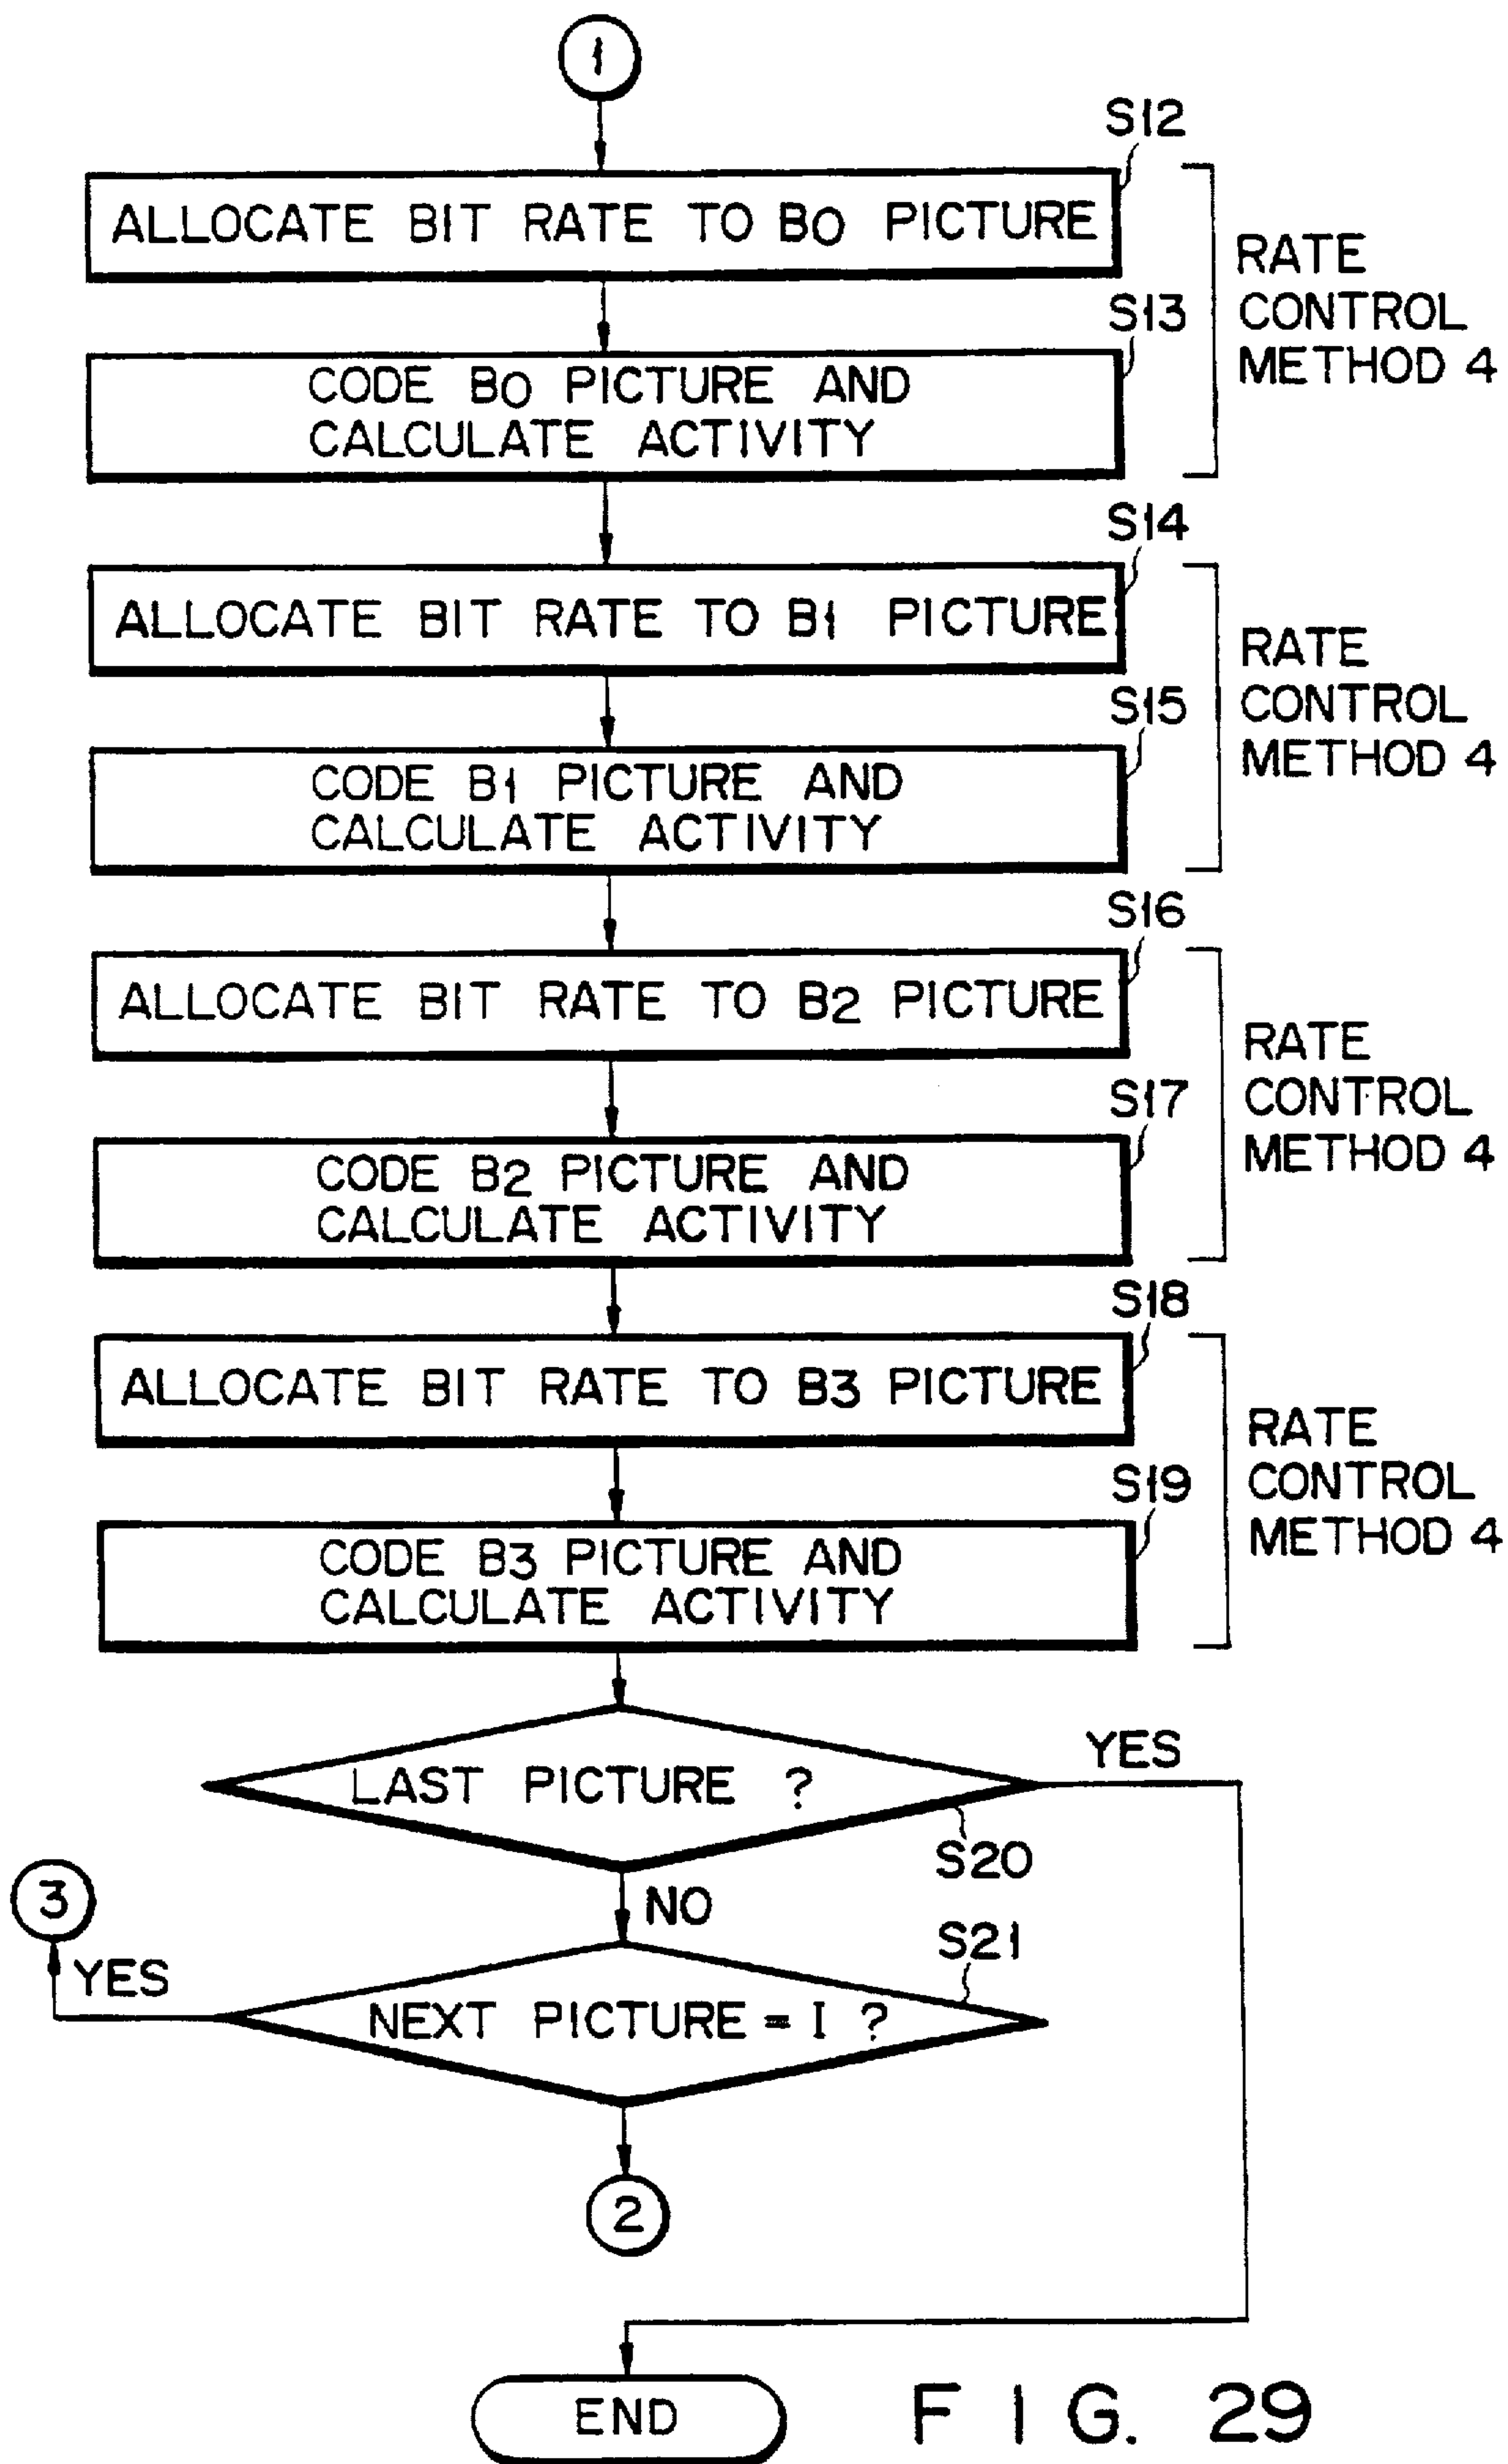 1
S12
ALLOCATE BIT RATE TO B0 PICTURE
RATE
CONTROL
METHOD 4
S13
CODE B0 PICTURE AND
CALCULATE ACTIVITY
S14
ALLOCATE BIT RATE TO B1 PICTURE
RATE
CONTROL
METHOD 4
S15
CODE B1 PICTURE AND
CALCULATE ACTIVITY
S16
ALLOCATE BIT RATE TO B2 PICTURE
RATE
CONTROL
METHOD 4
S17
CODE B2 PICTURE AND
CALCULATE ACTIVITY
S18
ALLOCATE BIT RATE TO B3 PICTURE
RATE
CONTROL
METHOD 4
S19
CODE B3 PICTURE AND
CALCULATE ACTIVITY
LAST PICTURE ?
YES
S20
NO
3
YES
S21
NEXT PICTURE = I ?
2
END
FIG. 29